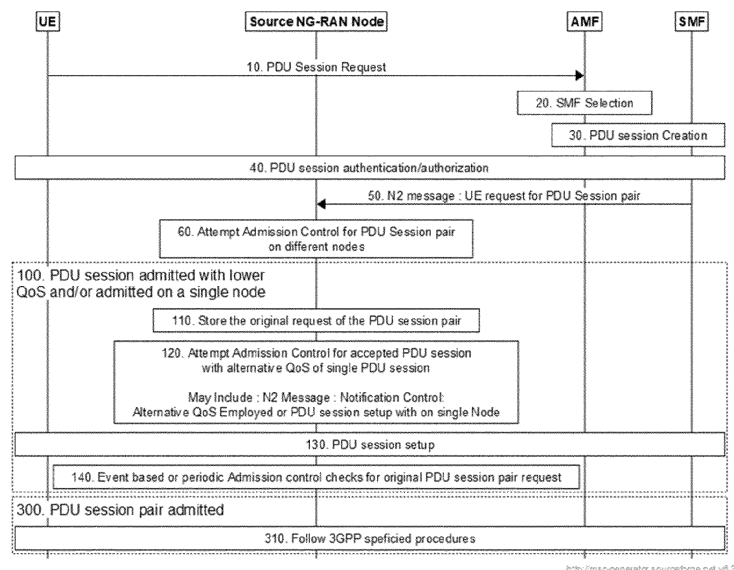 UE
Source NG-RAN Node
AMF
SMF
10. PDU Session Request
20. SMF Selection
30. PDU session Creation
40. PDU session authentication/authorization
50. N2 message : UE request for PDU Session pair
60. Attempt Admission Control for PDU Session pair
on different nodes
100. PDU session admitted with lower
QoS and/or admitted on a single node
110. Store the original request of the PDU session pair
120. Attempt Admission Control for accepted PDU session
with alternative QoS of single PDU session
May Include : N2 Message : Notification Control:
Alternative QoS Employed or PDU session setup with on single Node
130. PDU session setup
140. Event based or periodic Admission control checks for original PDU session pair request
300. PDU session pair admitted
310. Follow 3GPP speficied procedures